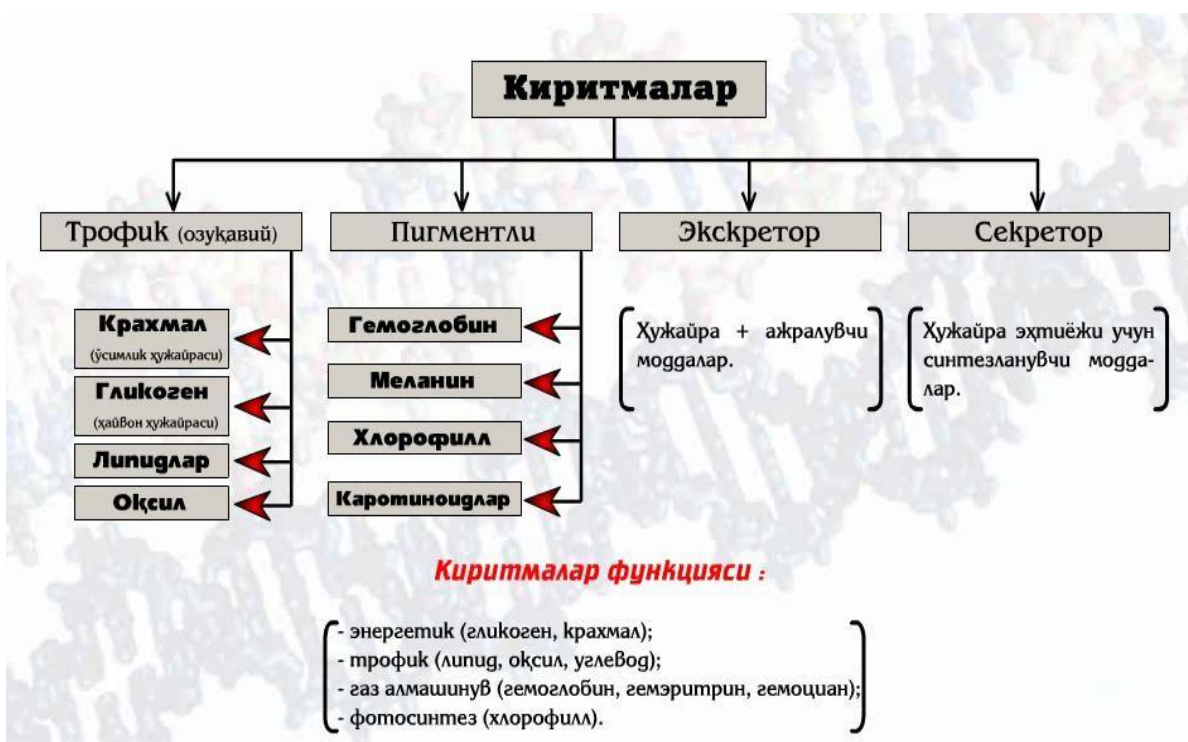 Киритмалар
Трофик (озуқавий)
Пигментли
Экскретор
Секретор
Крахмал
(ўсимлик ҳужайраси)
Гликоген
(ҳайвон ҳужайраси)
Липидлар
Оқсил
Гемоглобин
Меланин
Хлорофилл
Каротиноидлар
Ҳужайра + ажралувчи
моддалар.
Ҳужайра эҳтиёжи учун
синтезланувчи модда-
лар.
Киритмалар функцияси :
- энергетик (гликоген, крахмал);
- трофик (липид, оқсил, углевод);
- газ алмашинув (гемоглобин, гемэритрин, гемоциан);
- фотосинтез (хлорофилл).